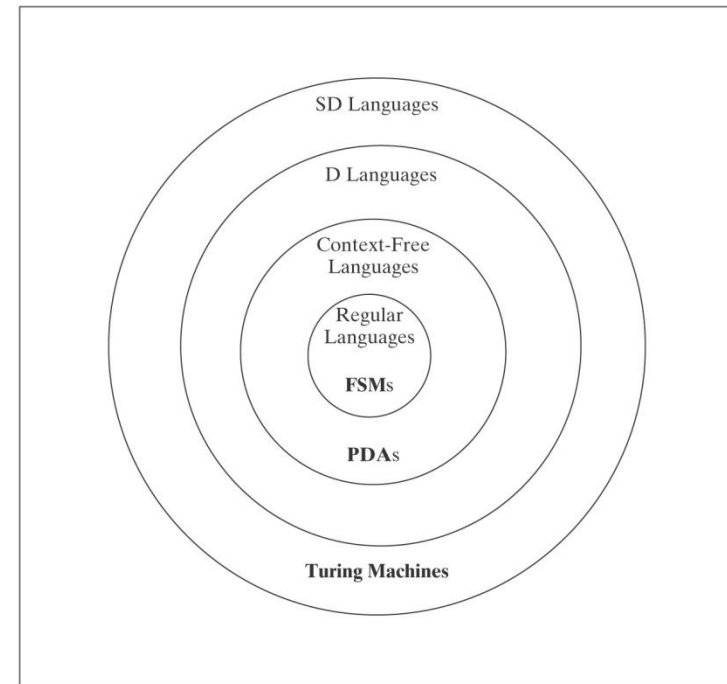 SD Languages
D Languages
Context-Free
Languages
Regular
Languages
FSMs
PDAs
Turing Machines